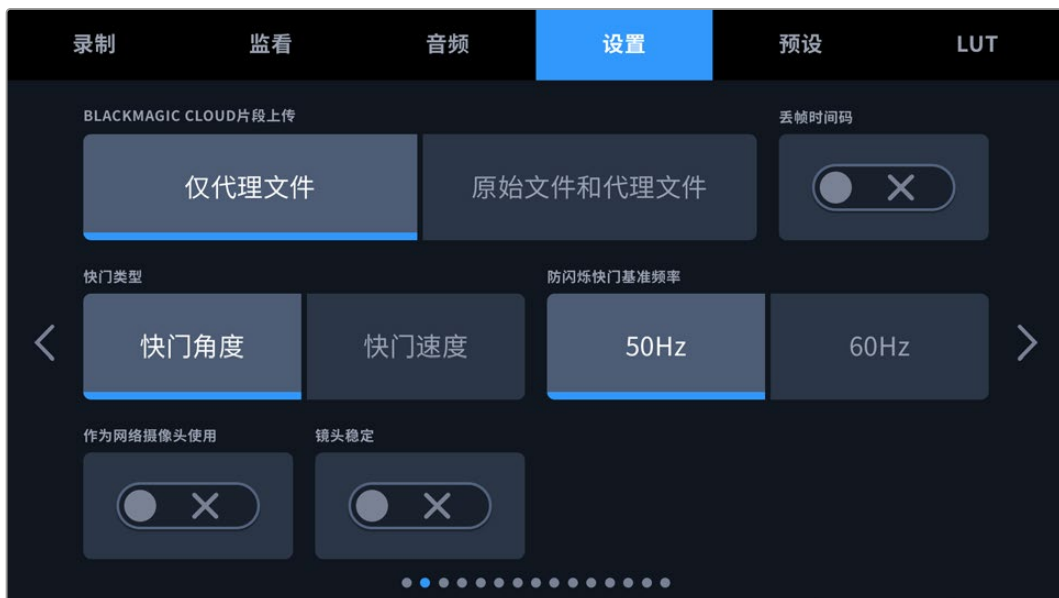 录制 监看 音频 设置 预设 LUT
BLACKMAGIC CLOUD片段上传 丢帧时间码
仅代理文件 原始文件和代理文件
快门类型 防闪烁快门基准频率
快门角度 快门速度 50Hz 60Hz
作为网络摄像头使用 镜头稳定